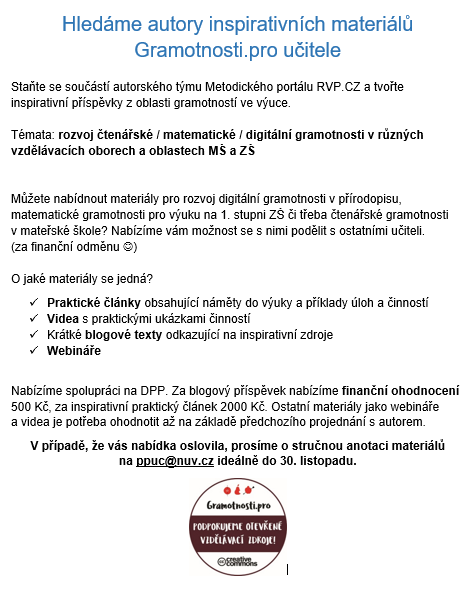 Hledáme autory inspirativních materiálů
Gramotnosti.pro učitele
Staňte se součástí autorského týmu Metodického portálu RVP.CZ a tvořte
inspirativní příspěvky z oblasti gramotností ve výuce.
Témata: rozvoj čtenářské / matematické / digitální gramotnosti v různých
vzdělávacích oborech a oblastech MŠ a ZŠ
Můžete nabídnout materiály pro rozvoj digitální gramotnosti v přírodopisu,
matematické gramotnosti pro výuku na 1. stupni ZŠ či třeba čtenářské gramotnosti
v mateřské škole? Nabízíme vám možnost se s nimi podělit s ostatními učiteli.
(za finanční odměnu ☺)
O jaké materiály se jedná?
✓ Praktické články obsahující náměty do výuky a příklady úloh a činností
✓ Videa s praktickými ukázkami činností
✓ Krátké blogové texty odkazující na inspirativní zdroje
✓ Webináře
Nabízíme spolupráci na DPP. Za blogový příspěvek nabízíme finanční ohodnocení
500 Kč, za inspirativní praktický článek 2000 Kč. Ostatní materiály jako webináře
a videa je potřeba ohodnotit až na základě předchozího projednání s autorem.
V případě, že vás nabídka oslovila, prosíme o stručnou anotaci materiálů
na ppuc@nuv.cz ideálně do 30. listopadu.
Gramotnosti.pro
PODPORUJEME OTEVŘENÉ
VZDĚLÁVACÍ ZDROJE!
cc creative
commons